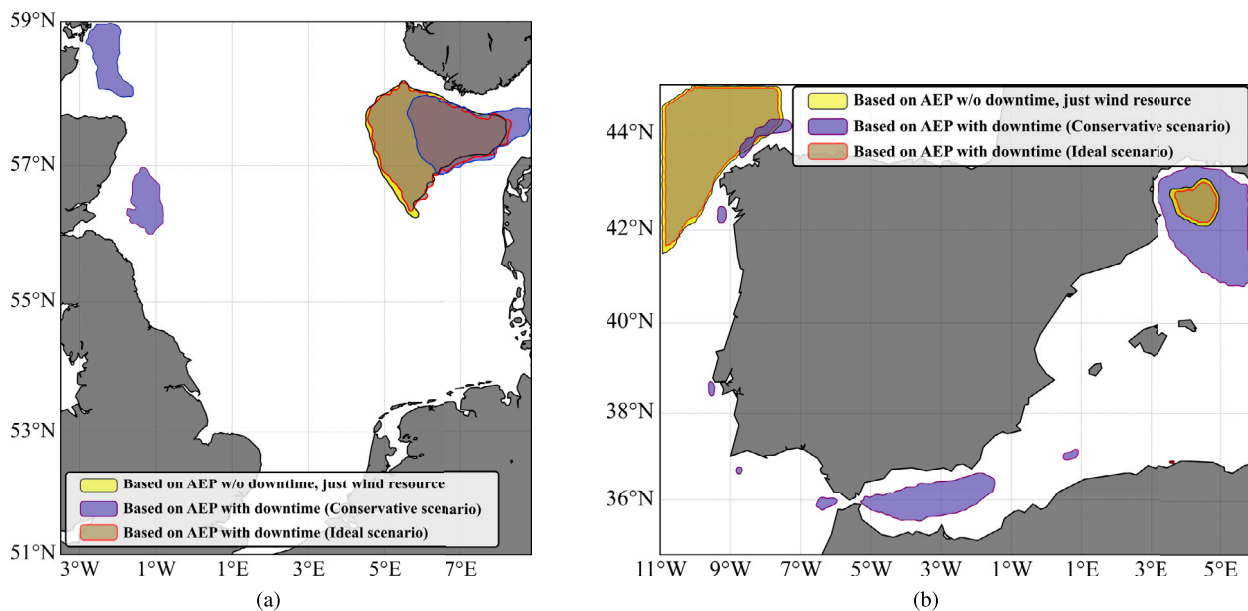 59°N
57°N
55°N
53°N
51°N
3°W 1°W 1°E 3°E 5°E 7°E
Based on AEP w/o downtime, just wind resource
Based on AEP with downtime (Conservative scenario)
Based on AEP with downtime (Ideal scenario)
(a)
44°N
42°N
40°N
38°N
36°N
11°W 9°W 7°W 5°W 3°W 1°W 1°E 3°E 5°E
Based on AEP w/o downtime, just wind resource
Based on AEP with downtime (Conservative scenario)
Based on AEP with downtime (Ideal scenario)
(b)